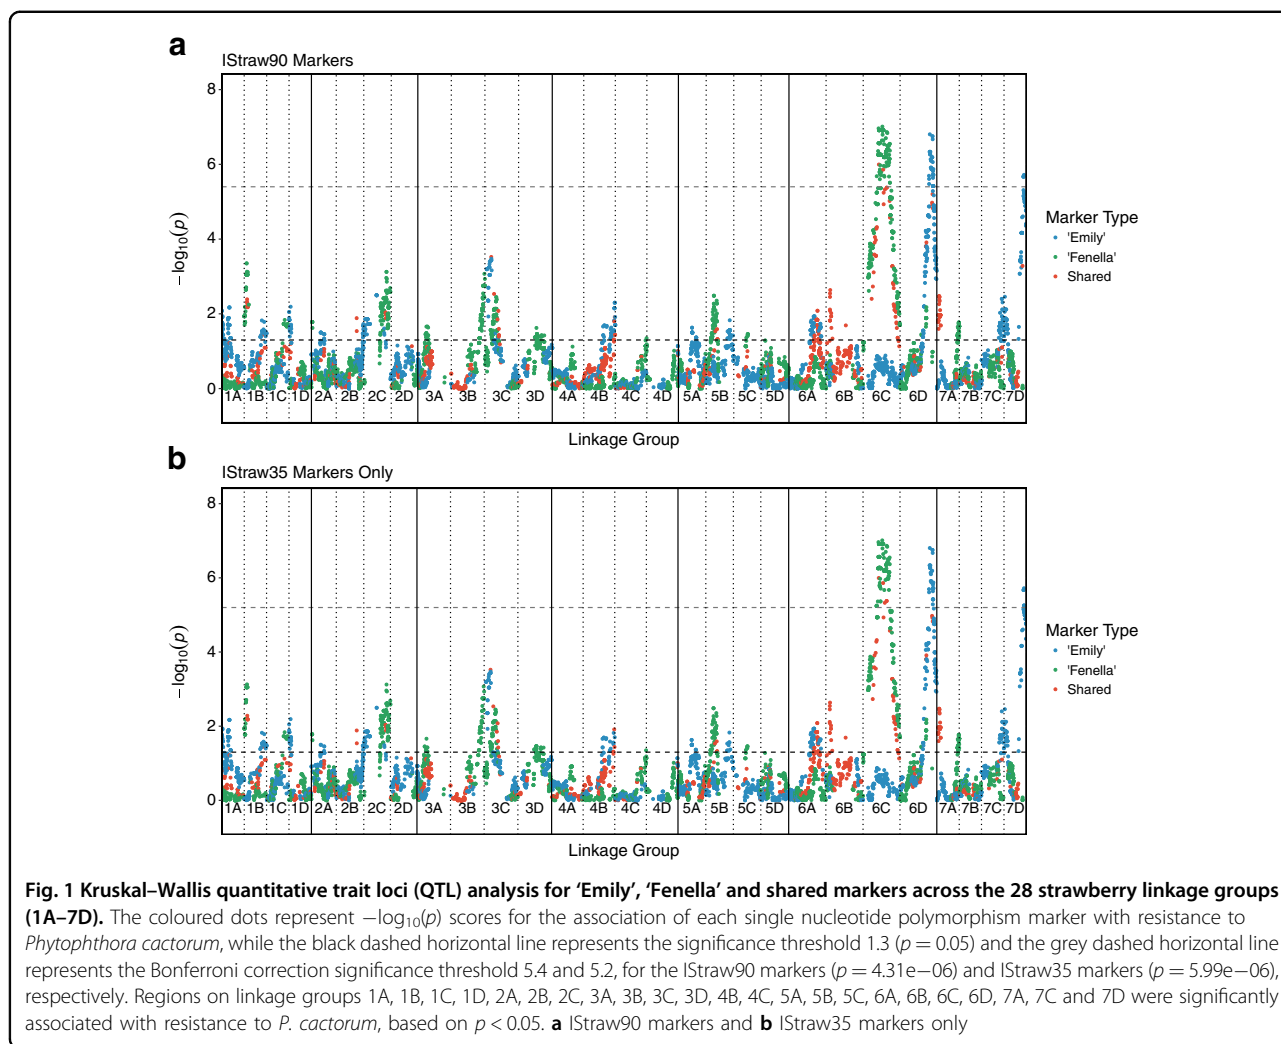 a
IStraw90 Markers
8
6
4
2
0
−log10(p)
1A 1B 1C 1D 2A 2B 2C 2D 3A 3B 3C 3D 4A 4B 4C 4D 5A 5B 5C 5D 6A 6B 6C 6D 7A 7B 7C 7D
Linkage Group
Marker Type
'Emily'
'Fenella'
Shared
b
IStraw35 Markers Only
8
6
4
2
0
−log10(p)
1A 1B 1C 1D 2A 2B 2C 2D 3A 3B 3C 3D 4A 4B 4C 4D 5A 5B 5C 5D 6A 6B 6C 6D 7A 7B 7C 7D
Linkage Group
Marker Type
'Emily'
'Fenella'
Shared
Fig. 1 Kruskal–Wallis quantitative trait loci (QTL) analysis for ‘Emily’, ‘Fenella’ and shared markers across the 28 strawberry linkage groups
(1A–7D). The coloured dots represent −log10(p) scores for the association of each single nucleotide polymorphism marker with resistance to
Phytophthora cactorum, while the black dashed horizontal line represents the significance threshold 1.3 (p = 0.05) and the grey dashed horizontal line
represents the Bonferroni correction significance threshold 5.4 and 5.2, for the IStraw90 markers (p = 4.31e−06) and IStraw35 markers (p = 5.99e−06),
respectively. Regions on linkage groups 1A, 1B, 1C, 1D, 2A, 2B, 2C, 3A, 3B, 3C, 3D, 4B, 4C, 5A, 5B, 5C, 6A, 6B, 6C, 6D, 7A, 7C and 7D were significantly
associated with resistance to P. cactorum, based on p < 0.05. a IStraw90 markers and b IStraw35 markers only